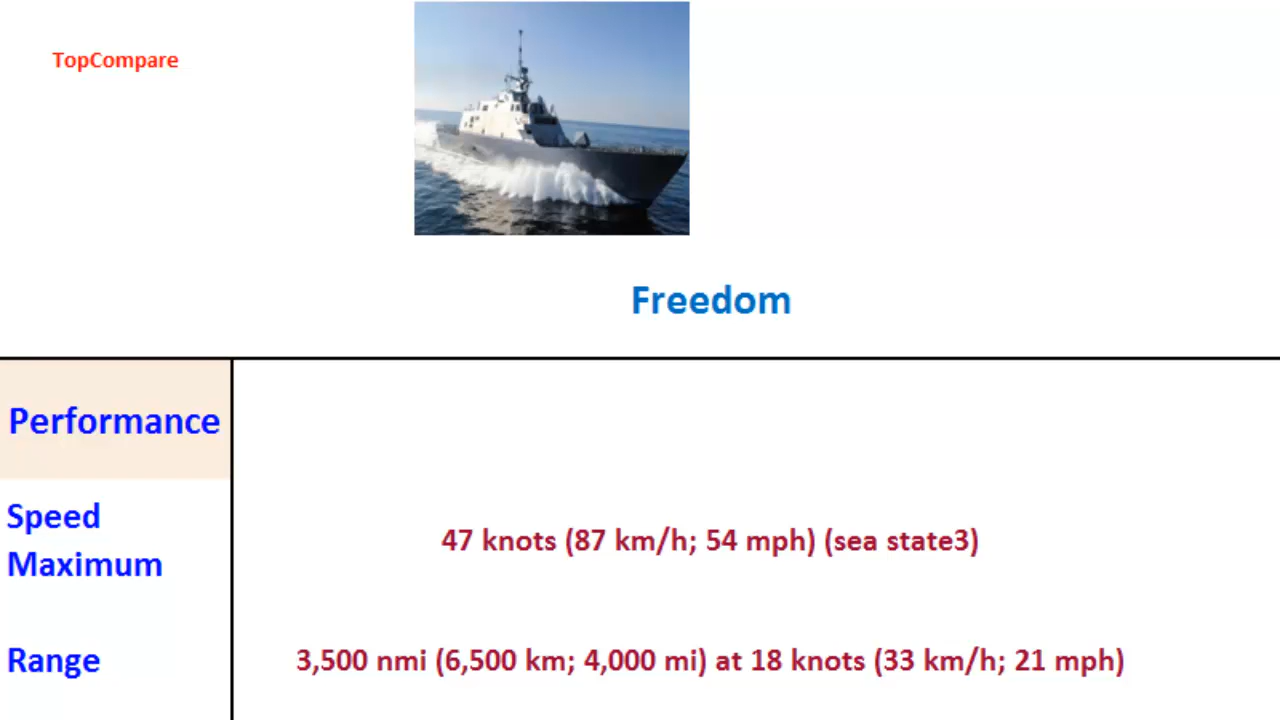 TopCompare
Freedom
Performance
Speed
Maximum
47 knots (87 km/h; 54 mph) (sea state3)
Range
3,500 nmi (6,500 km; 4,000 mi) at 18 knots (33 km/h; 21 mph)